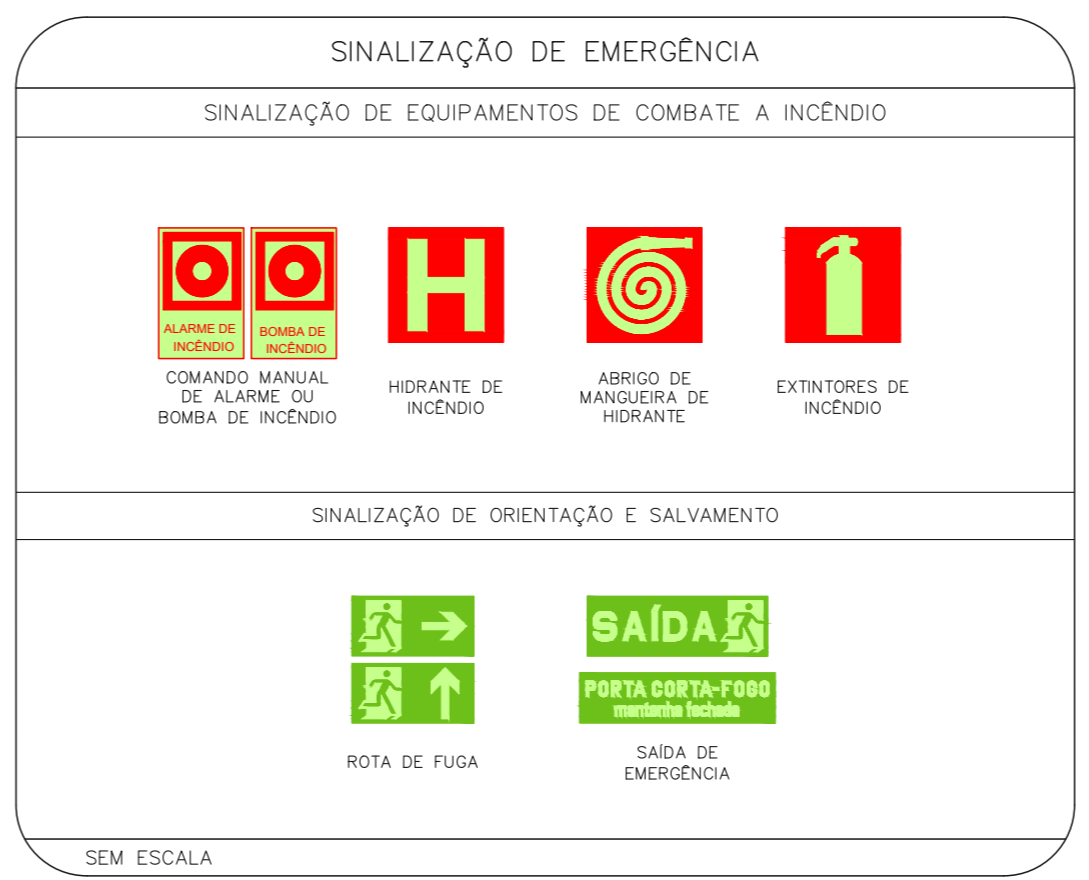 SINALIZAÇÃO DE EMERGÊNCIA
SINALIZAÇÃO DE EQUIPAMENTOS DE COMBATE A INCÊNDIO
ALARME DE
INCÊNDIO
BOMBA DE
INCÊNDIO
H
COMANDO MANUAL
DE ALARME OU
BOMBA DE INCÊNDIO
HIDRANTE DE
INCÊNDIO
ABRIGO DE
MANGUEIRA DE
HIDRANTE
EXTINTORES DE
INCÊNDIO
SINALIZAÇÃO DE ORIENTAÇÃO E SALVAMENTO
SAÍDA
PORTA CORTA-FOGO
mantenha fechada
ROTA DE FUGA
SAÍDA DE
EMERGÊNCIA
SEM ESCALA